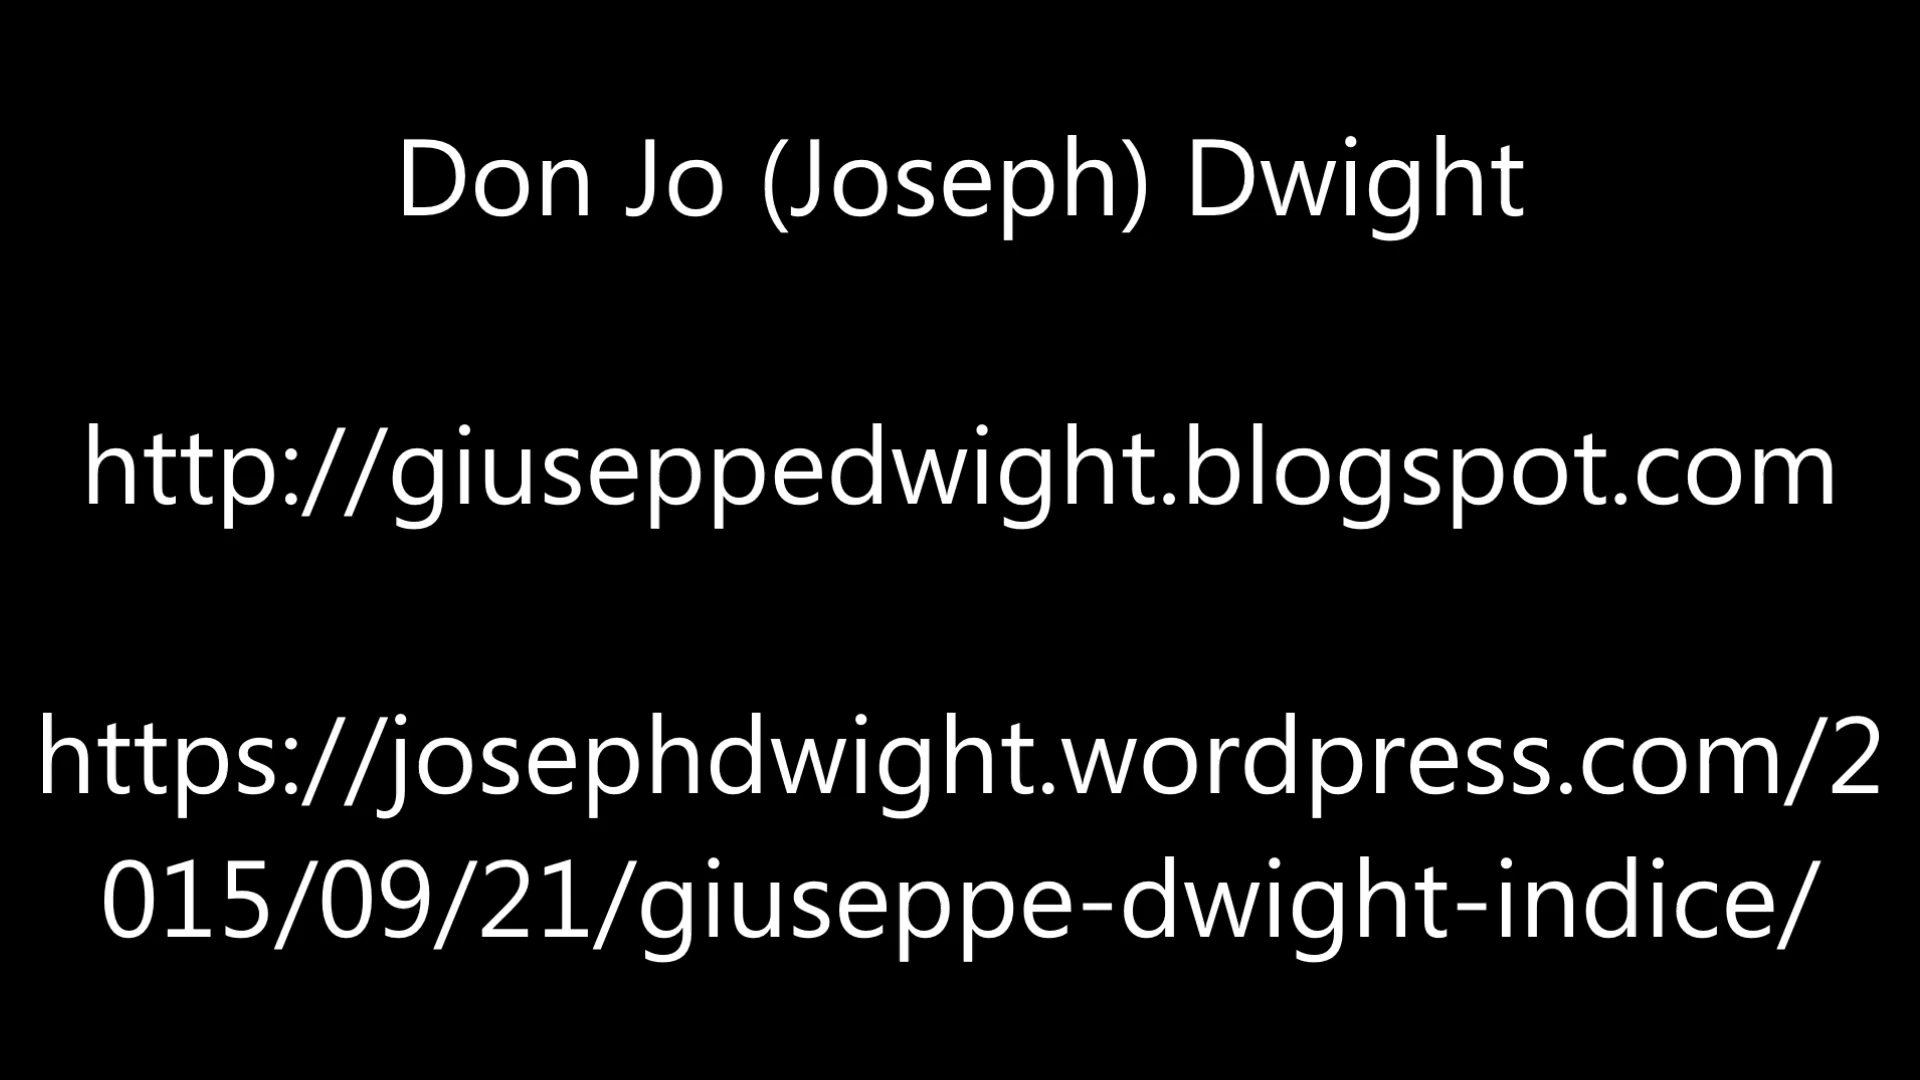 Don Jo (Joseph) Dwight
http://giuseppedwight.blogspot.com
https://josephdwight.wordpress.com/2
015/09/21/giuseppe-dwight-indice/